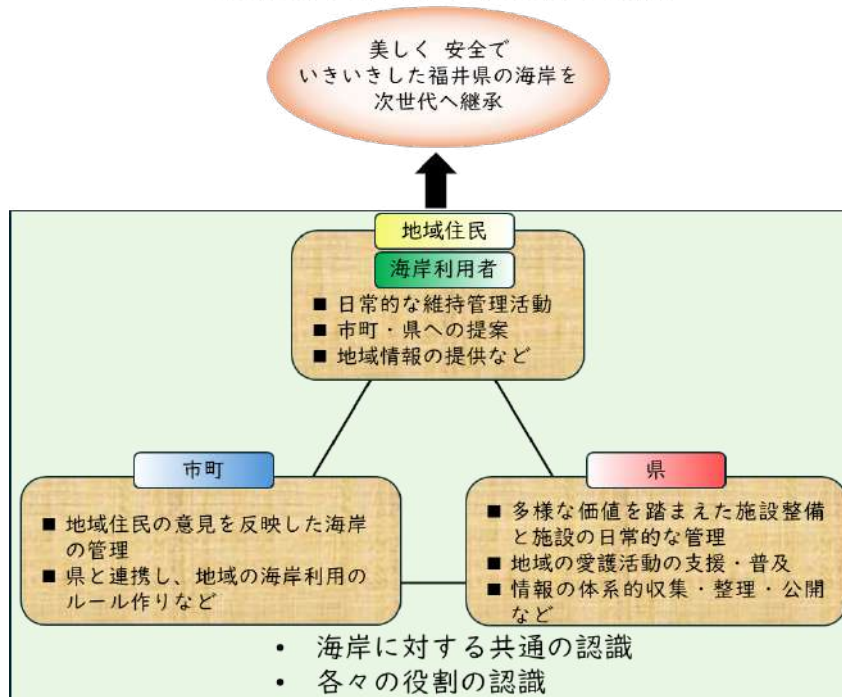 美しく 安全で
いきいきした福井県の海岸を
次世代へ継承
地域住民
海岸利用者
■ 日常的な維持管理活動
■ 市町・県への提案
■ 地域情報の提供など
市町
■ 地域住民の意見を反映した海岸
の管理
■ 県と連携し、地域の海岸利用の
ルール作りなど
県
■ 多様な価値を踏まえた施設整備
と施設の日常的な管理
■ 地域の愛護活動の支援・普及
■ 情報の体系的収集・整理・公開
など
• 海岸に対する共通の認識
• 各々の役割の認識